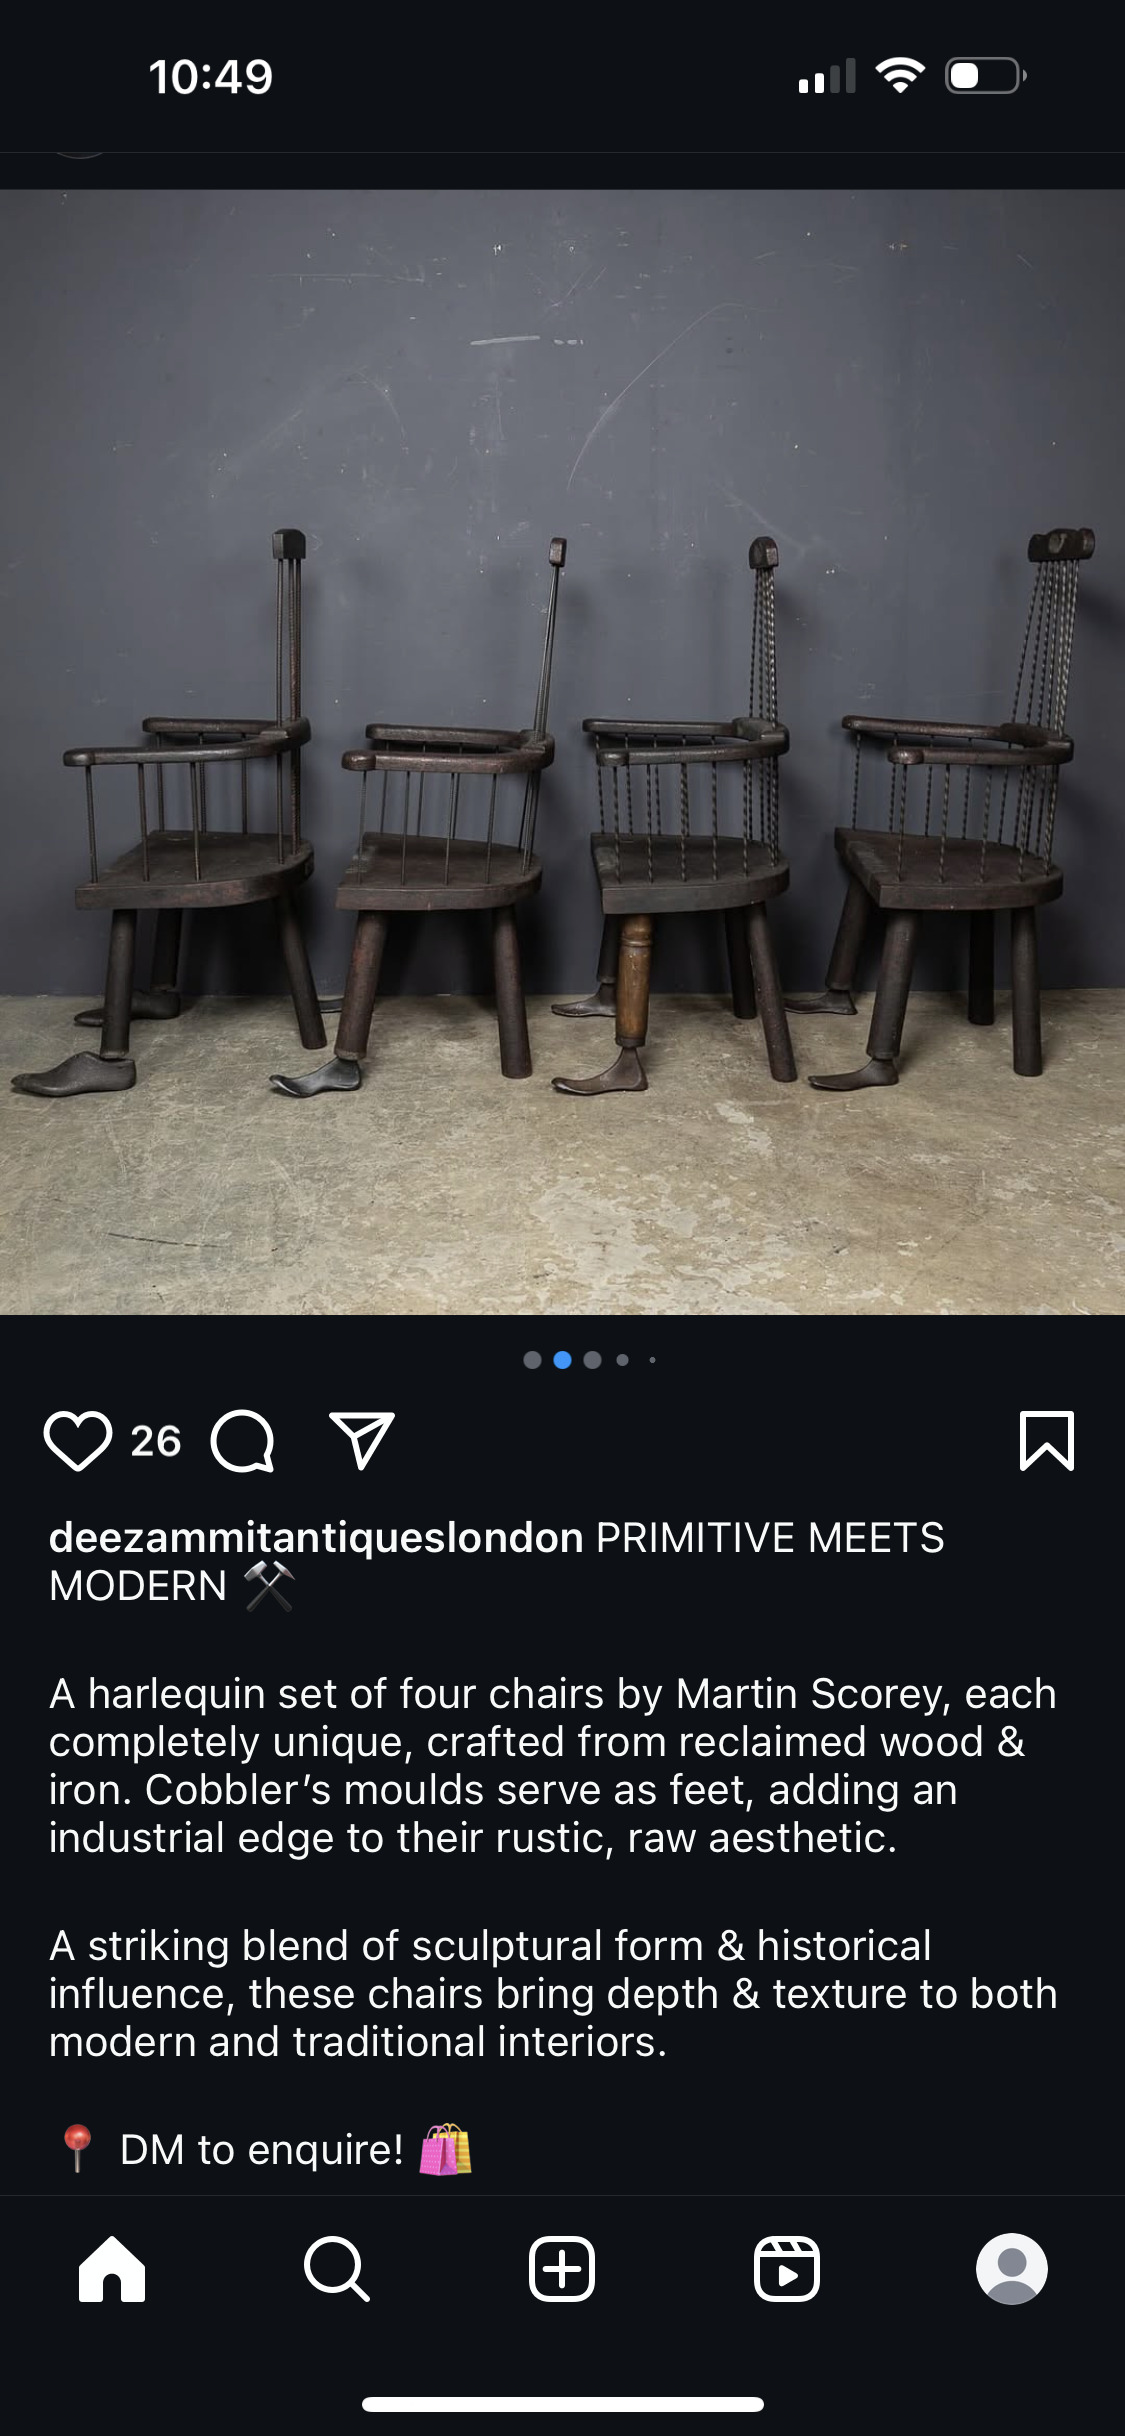 10:49
26
deezammitantiqueslondon PRIMITIVE MEETS
MODERN ⚒️
A harlequin set of four chairs by Martin Scorey, each
completely unique, crafted from reclaimed wood &
iron. Cobbler’s moulds serve as feet, adding an
industrial edge to their rustic, raw aesthetic.
A striking blend of sculptural form & historical
influence, these chairs bring depth & texture to both
modern and traditional interiors.
📍 DM to enquire! 🛍️